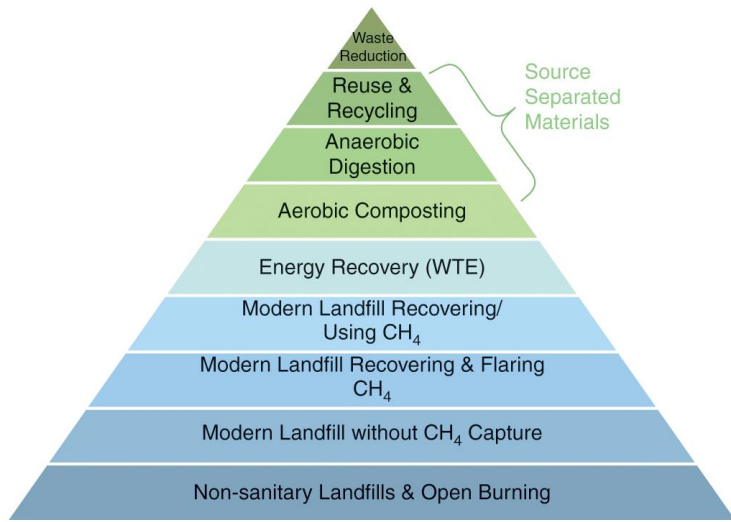 Waste
Reduction
Reuse &
Recycling
Source
Separated
Materials
Anaerobic
Digestion
Aerobic Composting
Energy Recovery (WTE)
Modern Landfill Recovering/
Using CH₄
Modern Landfill Recovering & Flaring
CH₄
Modern Landfill without CH₄ Capture
Non-sanitary Landfills & Open Burning